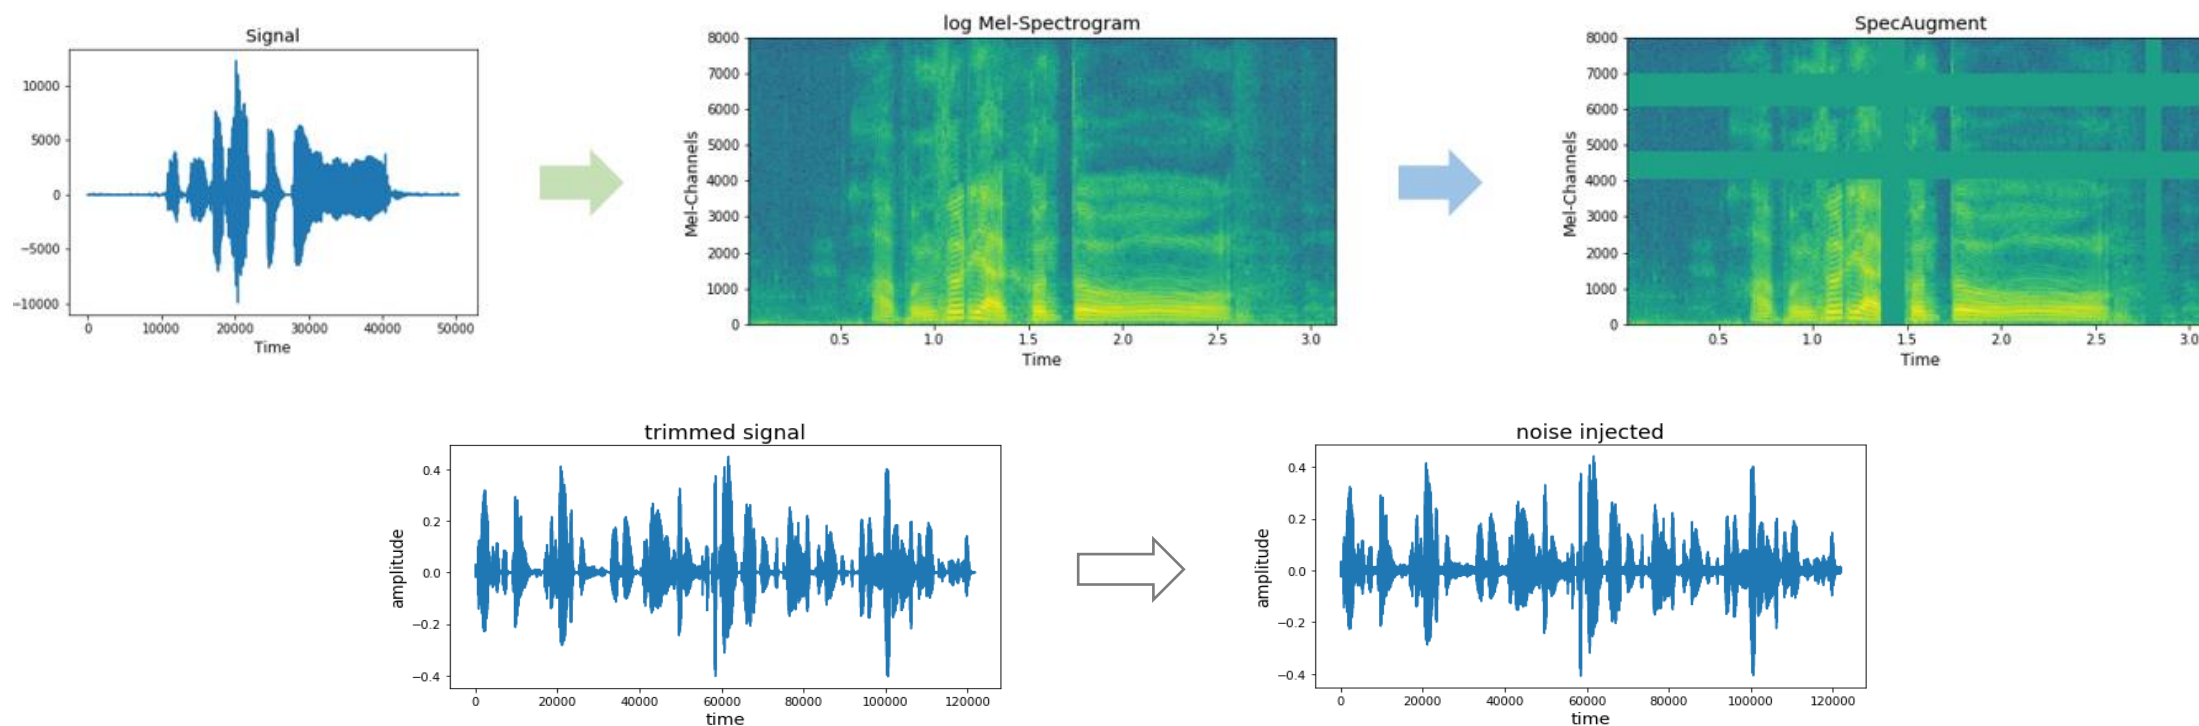 Signal
10000
5000
0
−5000
−10000
0 10000 20000 30000 40000 50000
Time
log Mel-Spectrogram
8000
7000
6000
5000
4000
3000
2000
1000
0
Mel-Channels
0.5 1.0 1.5 2.0 2.5 3.0
Time
SpecAugment
8000
7000
6000
5000
4000
3000
2000
1000
0
Mel-Channels
0.5 1.0 1.5 2.0 2.5 3.0
Time
trimmed signal
0.4
0.2
0.0
−0.2
−0.4
amplitude
0 20000 40000 60000 80000 100000 120000
time
noise injected
0.4
0.2
0.0
−0.2
−0.4
amplitude
0 20000 40000 60000 80000 100000 120000
time